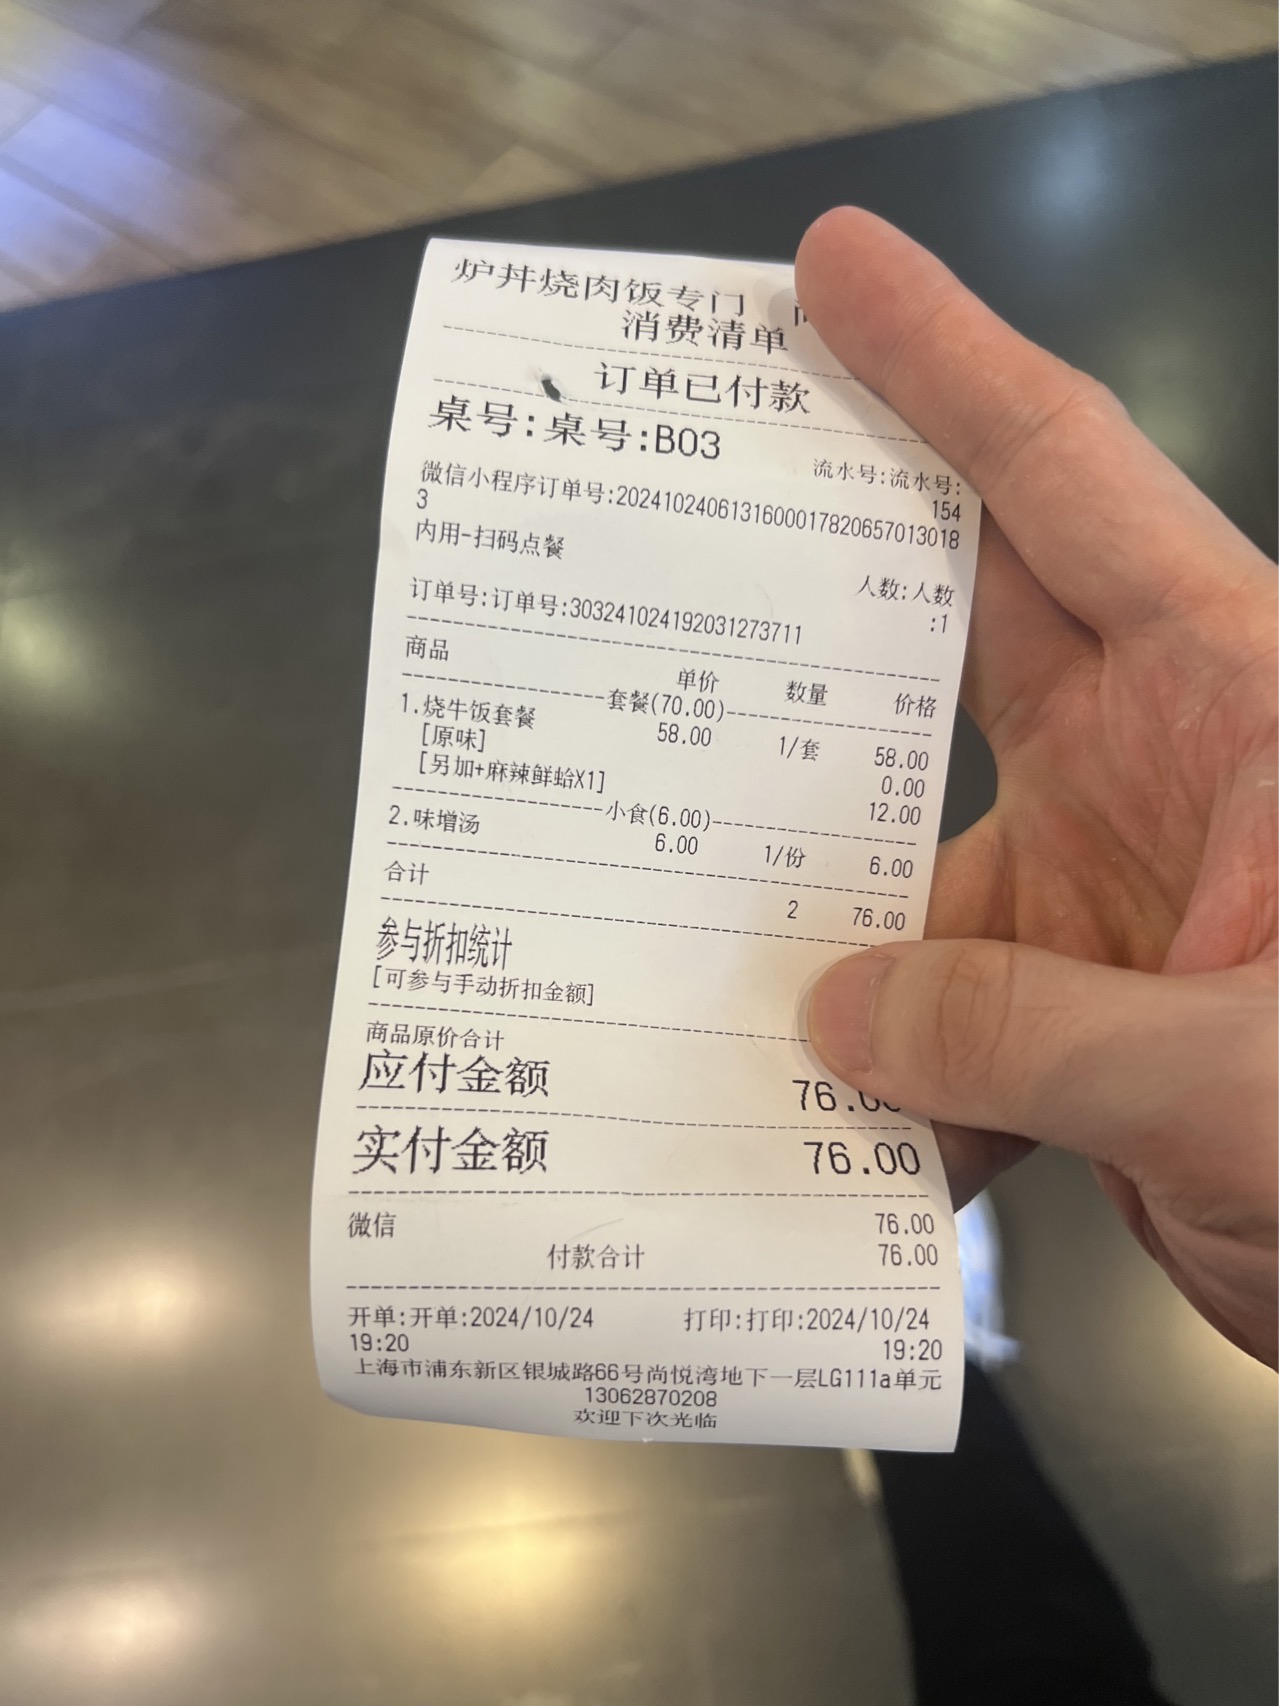 炉丼烧肉饭专门
消费清单
订单已付款
桌号:桌号:B03
流水号:流水号:
154
微信小程序订单号:2024102406131600017820657013018
3
内用-扫码点餐
人数:人数
:1
订单号:订单号:303241024192031273711
商品 单价 数量 价格
套餐(70.00)
1.烧牛饭套餐 58.00 1/套 58.00
[原味] 0.00
[另加+麻辣鲜蛤X1] 12.00
小食(6.00)
2.味增汤 6.00 1/份 6.00
合计 2 76.00
参与折扣统计
[可参与手动折扣金额]
商品原价合计
应付金额 76.00
实付金额 76.00
微信 76.00
付款合计 76.00
开单:开单:2024/10/24 打印:打印:2024/10/24
19:20 19:20
上海市浦东新区银城路66号尚悦湾地下一层LG111a单元
13062870208
欢迎下次光临